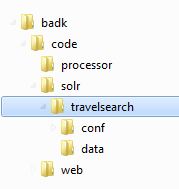 badk
code
processor
solr
travelsearch
conf
data
web